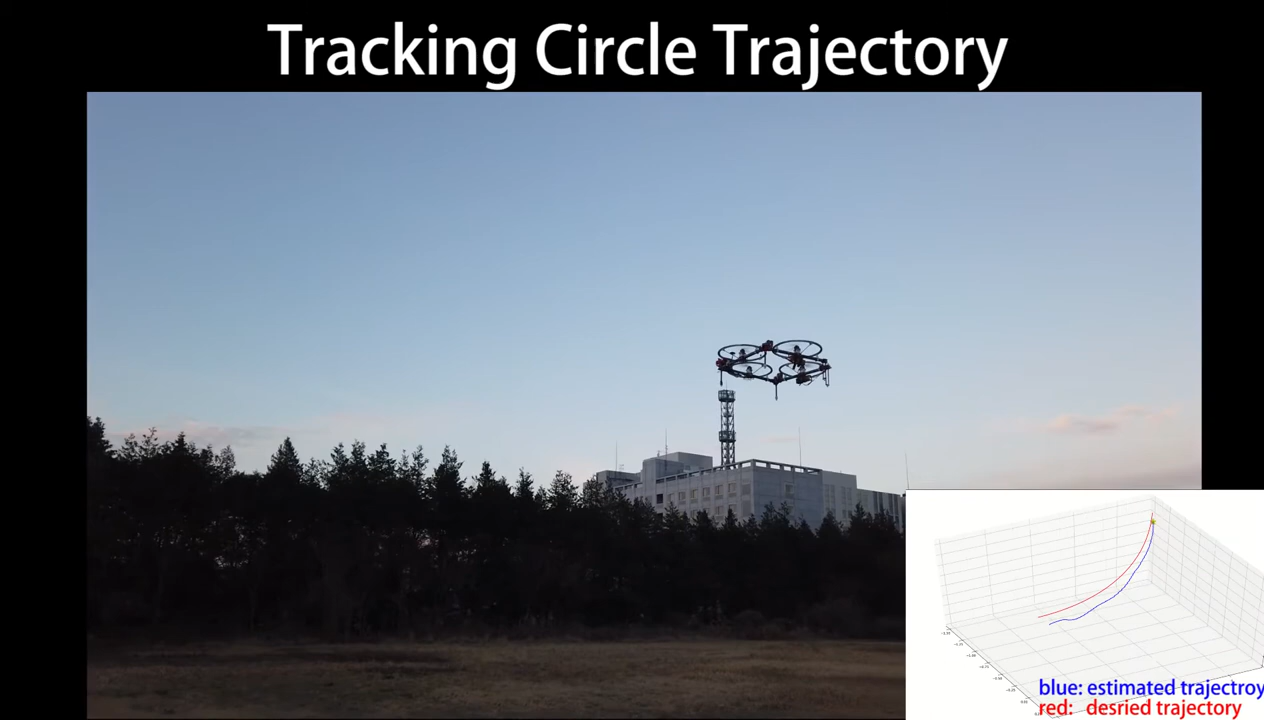 Tracking Circle Trajectory
blue: estimated trajectroy
red: desried trajectory